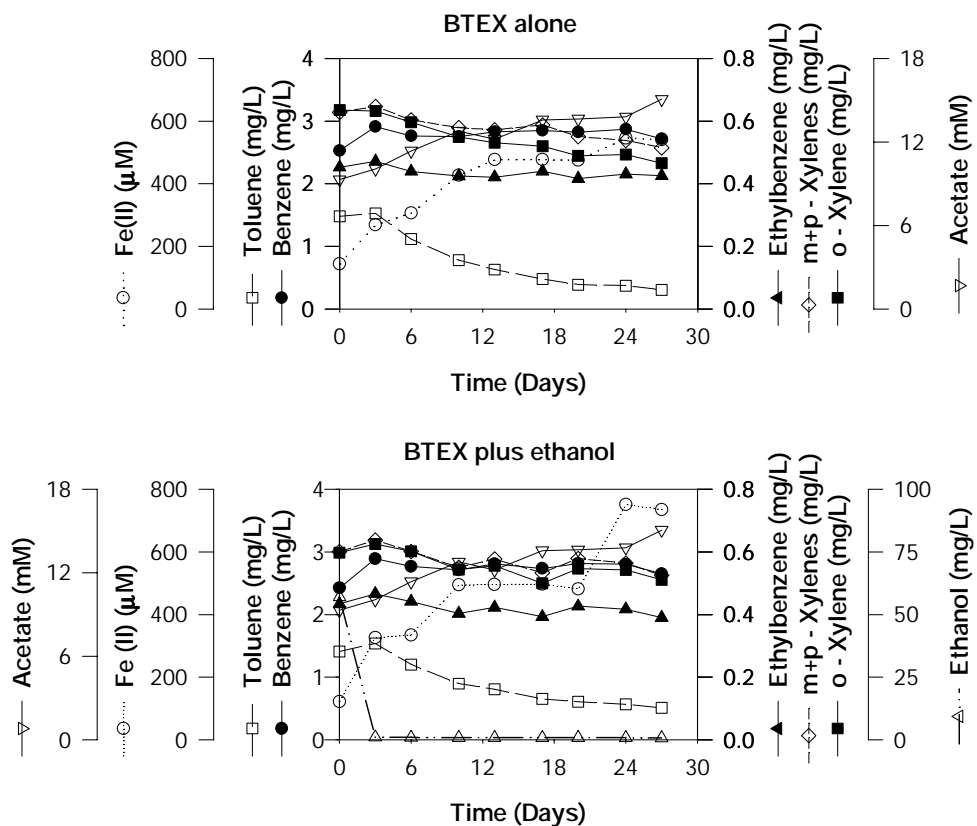 BTEX alone
Fe(II) (μM)
800
600
400
200
0
Toluene (mg/L)
Benzene (mg/L)
4
3
2
1
0
0.8
0.6
0.4
0.2
0.0
Ethylbenzene (mg/L)
m+p - Xylenes (mg/L)
o - Xylene (mg/L)
18
12
6
0
Acetate (mM)
0 6 12 18 24 30
Time (Days)
BTEX plus ethanol
Acetate (mM)
18
12
6
0
Fe (II) (μM)
800
600
400
200
0
Toluene (mg/L)
Benzene (mg/L)
4
3
2
1
0
0.8
0.6
0.4
0.2
0.0
Ethylbenzene (mg/L)
m+p - Xylenes (mg/L)
o - Xylene (mg/L)
100
75
50
25
0
Ethanol (mg/L)
0 6 12 18 24 30
Time (Days)